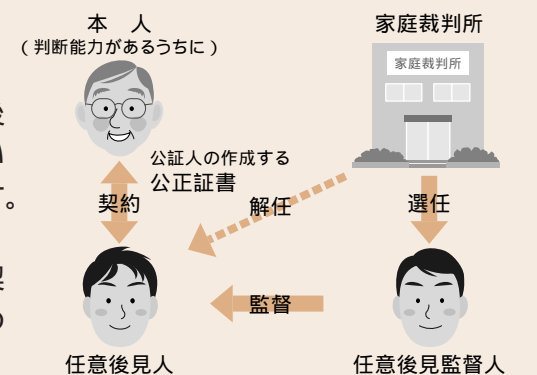 本　人
（判断能力があるうちに）
家庭裁判所
家庭裁判所
公証人の作成する
公正証書
契約
解任
選任
監督
任意後見人
任意後見監督人
す。